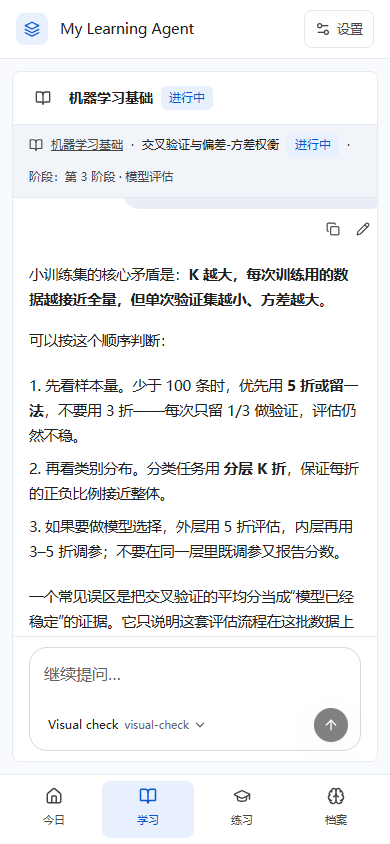 My Learning Agent
设置
机器学习基础 进行中
机器学习基础 · 交叉验证与偏差-方差权衡 进行中 ·
阶段：第 3 阶段 · 模型评估
小训练集的核心矛盾是：K 越大，每次训练用的数
据越接近全量，但单次验证集越小、方差越大。
可以按这个顺序判断：
1. 先看样本量。少于 100 条时，优先用 5 折或留一
法，不要用 3 折——每次只留 1/3 做验证，评估仍
然不稳。
2. 再看类别分布。分类任务用 分层 K 折，保证每折
的正负比例接近整体。
3. 如果要做模型选择，外层用 5 折评估，内层再用
3–5 折调参；不要在同一层里既调参又报告分数。
一个常见误区是把交叉验证的平均分当成“模型已经
稳定”的证据。它只说明这套评估流程在这批数据上
继续提问...
Visual check visual-check
今日
学习
练习
档案